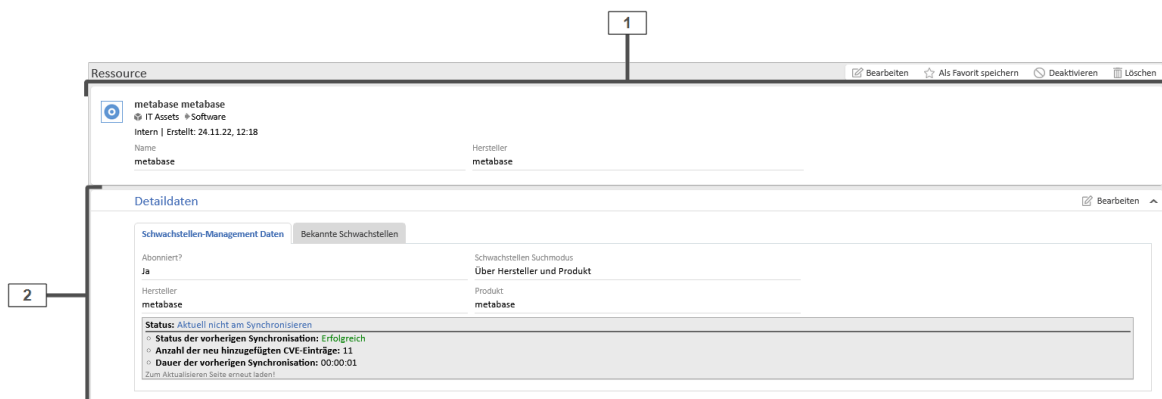 1
Ressource Bearbeiten Als Favorit speichern Deaktivieren Löschen
metabase metabase
IT Assets Software
Intern | Erstellt: 24.11.22, 12:18
Name Hersteller
metabase metabase
Detaildaten Bearbeiten
Schwachstellen-Management Daten Bekannte Schwachstellen
Abonniert? Schwachstellen Suchmodus
Ja Über Hersteller und Produkt
Hersteller Produkt
2
metabase metabase
Status: Aktuell nicht am Synchronisieren
Status der vorherigen Synchronisation: Erfolgreich
Anzahl der neu hinzugefügten CVE-Einträge: 11
Dauer der vorherigen Synchronisation: 00:00:01
Zum Aktualisieren Seite erneut laden!